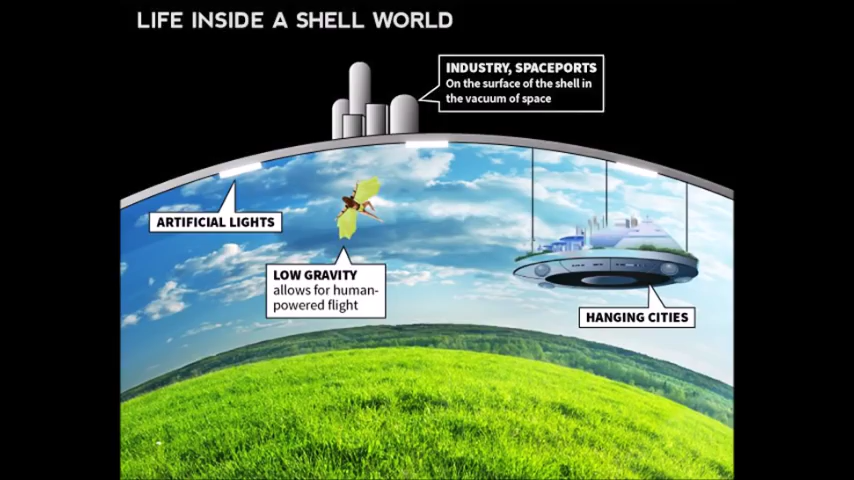 LIFE INSIDE A SHELL WORLD
INDUSTRY, SPACEPORTS
On the surface of the shell in
the vacuum of space
ARTIFICIAL LIGHTS
LOW GRAVITY
allows for human-
powered flight
HANGING CITIES